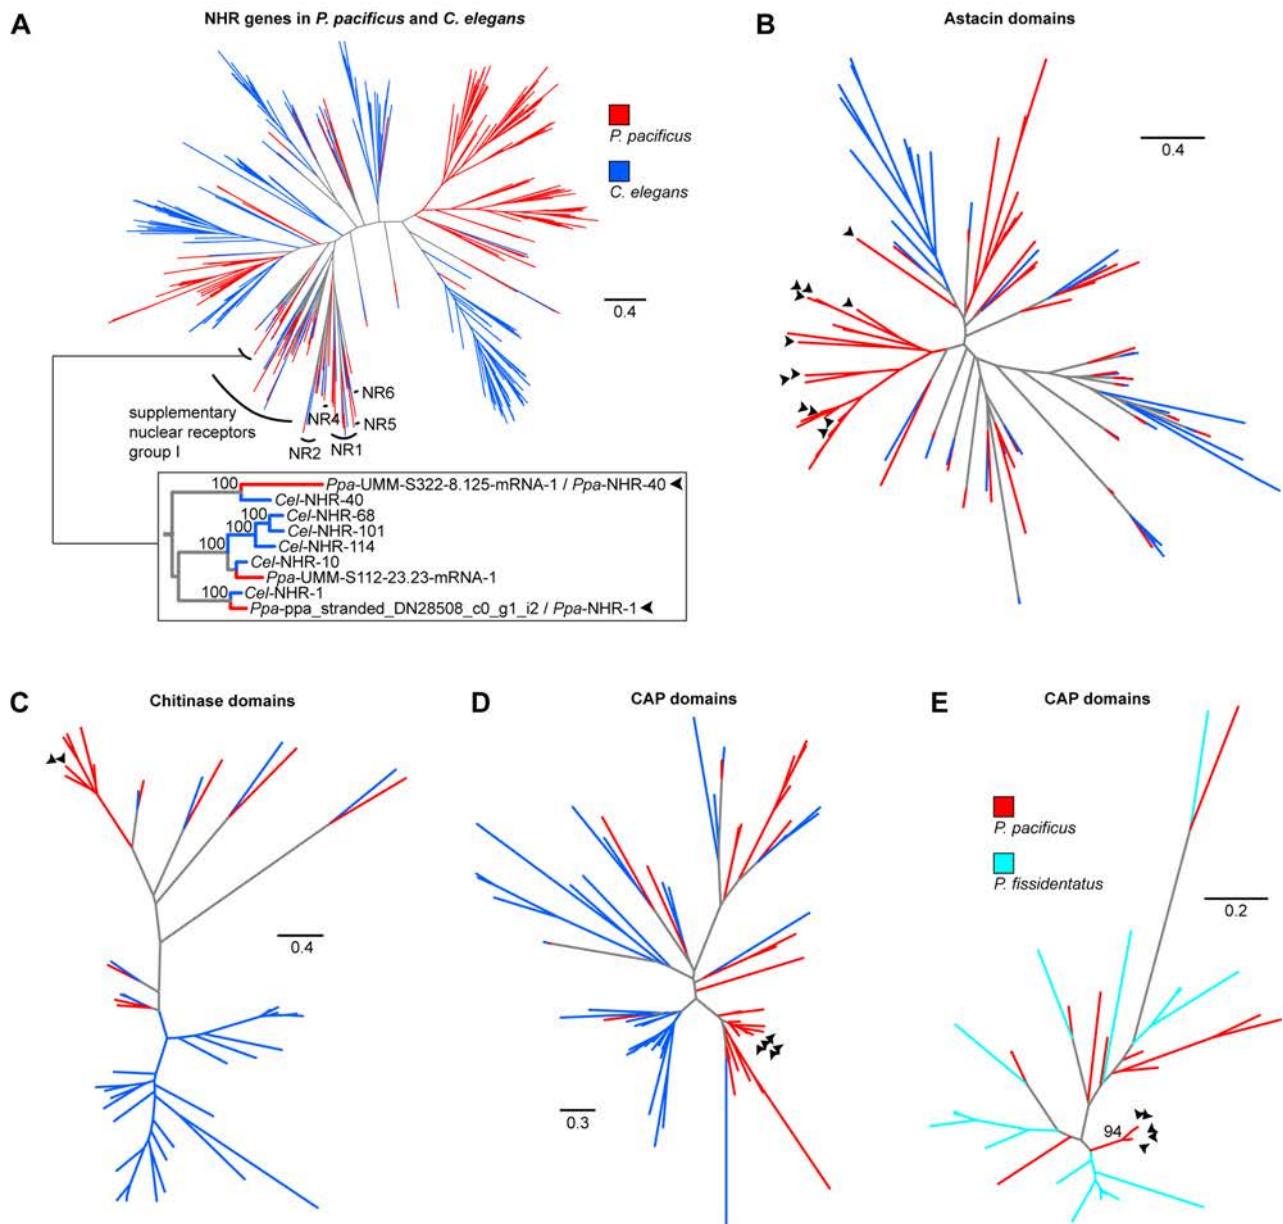 A
NHR genes in P. pacificus and C. elegans
P. pacificus
C. elegans
0.4
supplementary
nuclear receptors
group I
NR2
NR4
NR1
NR5
NR6
100
Ppa-UMM-S322-8.125-mRNA-1 / Ppa-NHR-40
Cel-NHR-40
100
Cel-NHR-68
100
Cel-NHR-101
100
Cel-NHR-114
Cel-NHR-10
Ppa-UMM-S112-23.23-mRNA-1
100
Cel-NHR-1
Ppa-ppa_stranded_DN28508_c0_g1_i2 / Ppa-NHR-1
B
Astacin domains
0.4
C
Chitinase domains
0.4
D
CAP domains
0.3
E
CAP domains
P. pacificus
P. fissidentatus
0.2
94